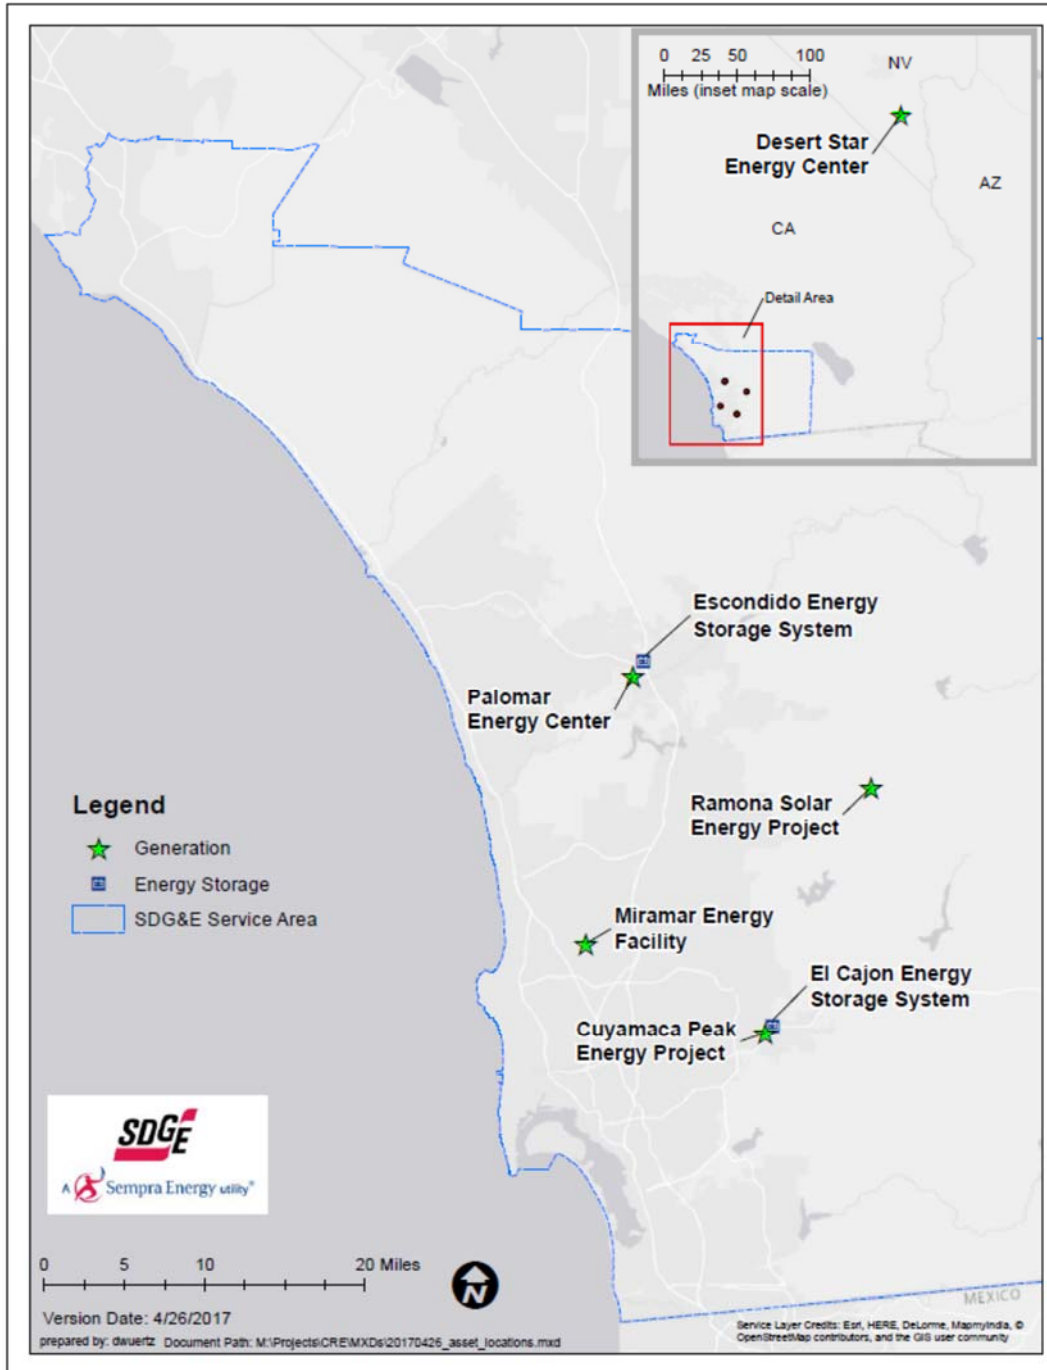 0 25 50 100
Miles (inset map scale)
NV
Desert Star
Energy Center
AZ
CA
Detail Area
Escondido Energy
Storage System
Palomar
Energy Center
Ramona Solar
Energy Project
Legend
Generation
Energy Storage
SDG&E Service Area
Miramar Energy
Facility
El Cajon Energy
Storage System
Cuyamaca Peak
Energy Project
SDGE
A Sempra Energy utility®
0 5 10 20 Miles
N
MEXICO
Version Date: 4/26/2017
prepared by: dwuertz Document Path: M:\Projects\CRE\MXDs\20170426_asset_locations.mxd
Service Layer Credits: Esri, HERE, DeLorme, MapmyIndia, ©
OpenStreetMap contributors, and the GIS user community